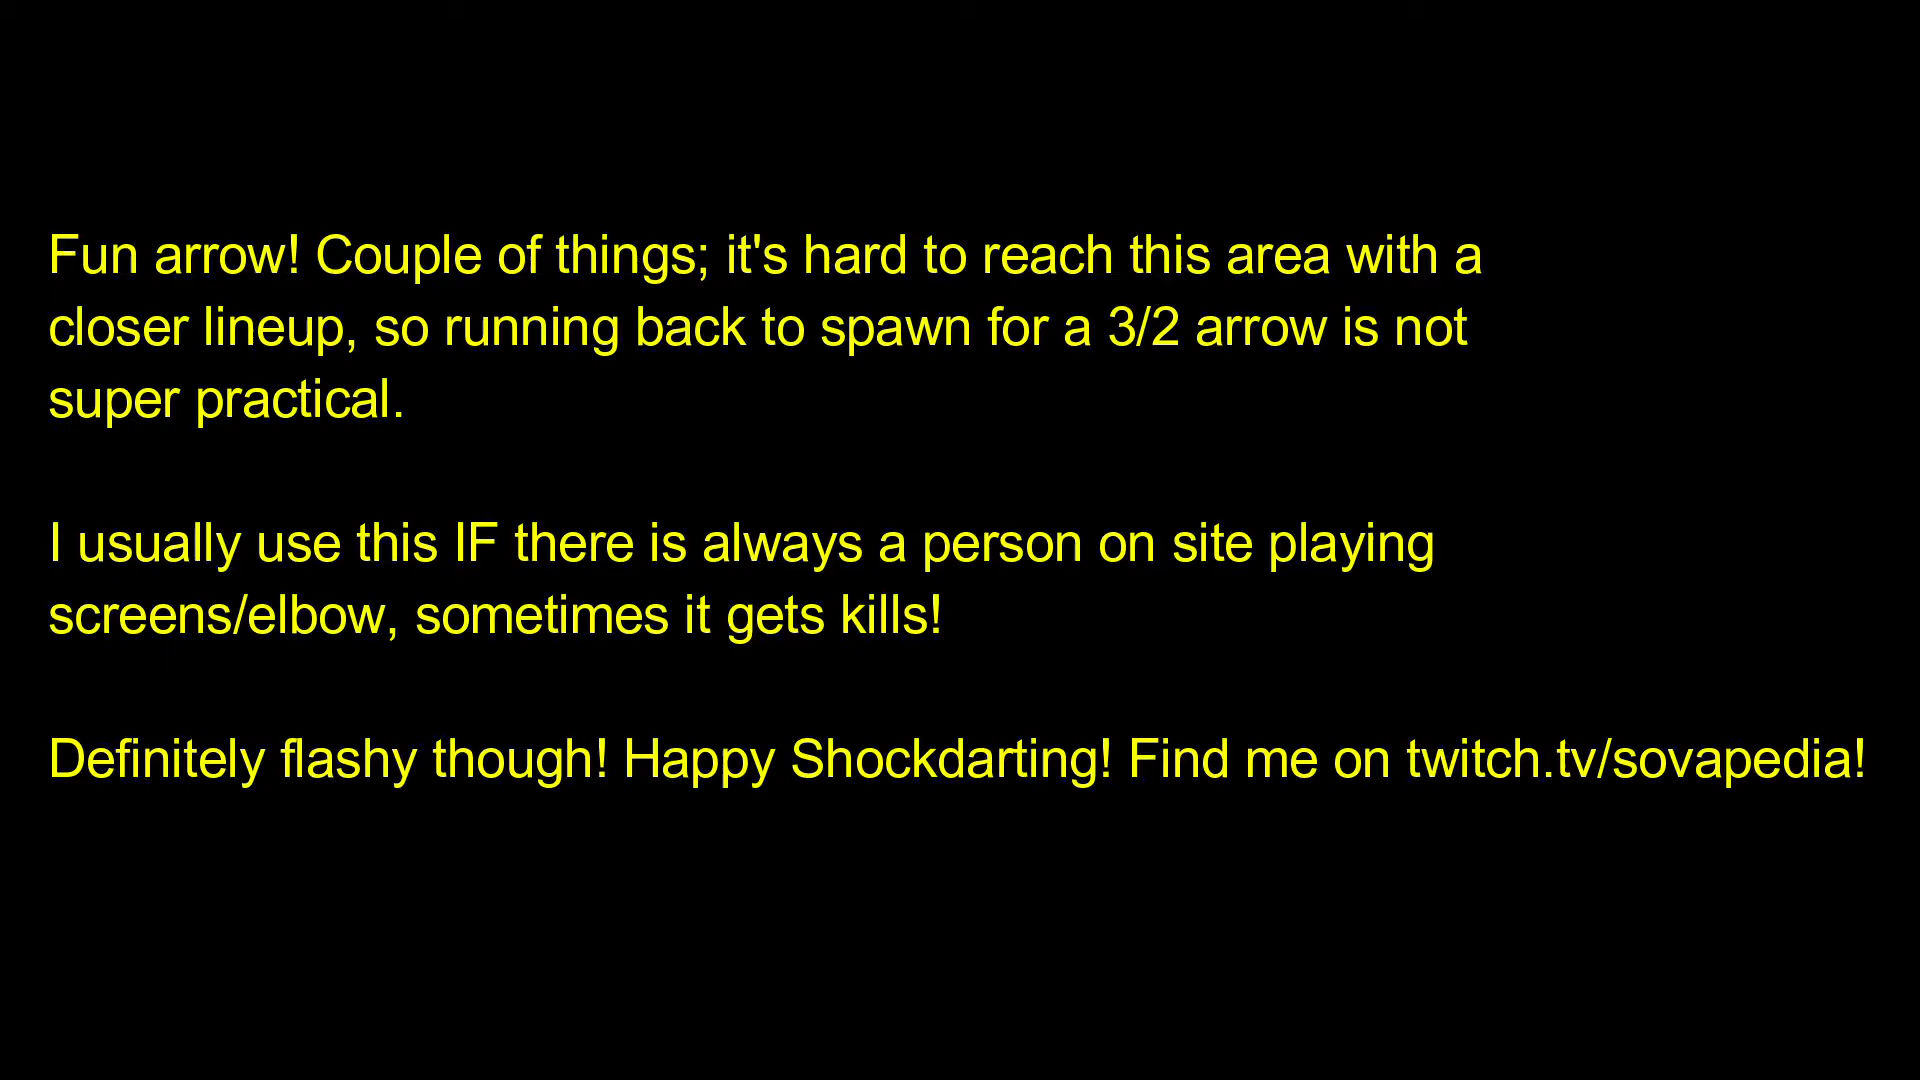 Fun arrow! Couple of things; it's hard to reach this area with a
closer lineup, so running back to spawn for a 3/2 arrow is not
super practical.
I usually use this IF there is always a person on site playing
screens/elbow, sometimes it gets kills!
Definitely flashy though! Happy Shockdarting! Find me on twitch.tv/sovapedia!